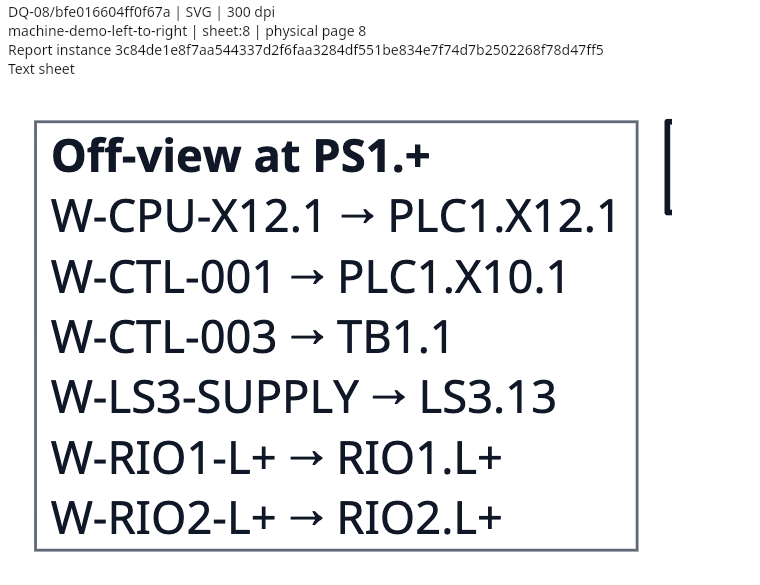 DQ-08/bfe016604ff0f67a | SVG | 300 dpi
machine-demo-left-to-right | sheet:8 | physical page 8
Report instance 3c84de1e8f7aa544337d2f6faa3284df551be834e7f74d7b2502268f78d47ff5
Text sheet
Off-view at PS1.+
W-CPU-X12.1 → PLC1.X12.1
W-CTL-001 → PLC1.X10.1
W-CTL-003 → TB1.1
W-LS3-SUPPLY → LS3.13
W-RIO1-L+ → RIO1.L+
W-RIO2-L+ → RIO2.L+